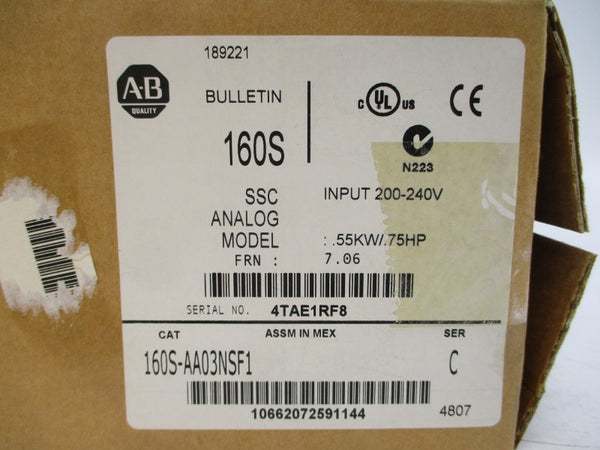 189221
A-B
QUALITY
BULLETIN
160S
C UL US
CE
N223
SSC
ANALOG
MODEL
INPUT 200-240V
: .55KW/.75HP
FRN : 7.06
SERIAL NO. 4TAE1RF8
CAT
ASSM IN MEX
SER
160S-AA03NSF1
C
10662072591144
4807